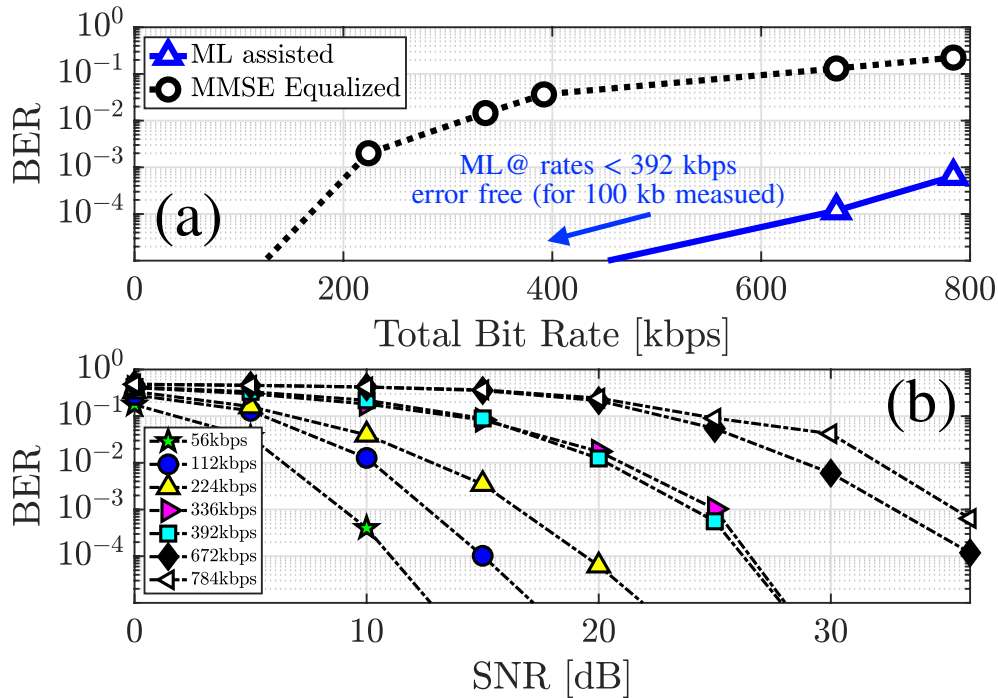 10^0
10^-1
10^-2
10^-3
10^-4
BER
ML assisted
MMSE Equalized
ML@ rates < 392 kbps
error free (for 100 kb measued)
(a)
0 200 400 600 800
Total Bit Rate [kbps]
10^0
10^-1
10^-2
10^-3
10^-4
BER
(b)
56kbps
112kbps
224kbps
336kbps
392kbps
672kbps
784kbps
0 10 20 30
SNR [dB]